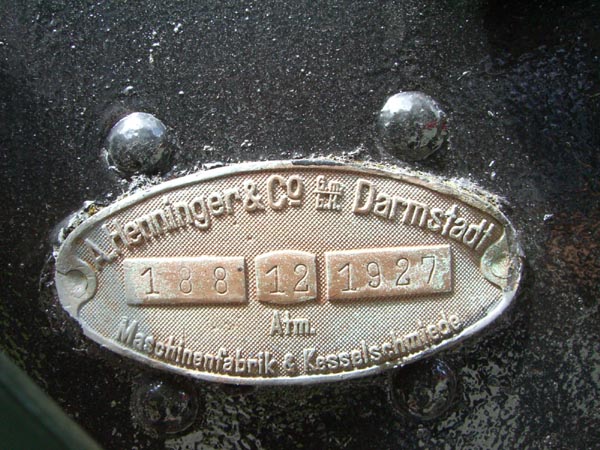 A. Henninger & Co G.m.b.H. Darmstadt
188 12 1927
Atm.
Maschinenfabrik & Kesselschmiede